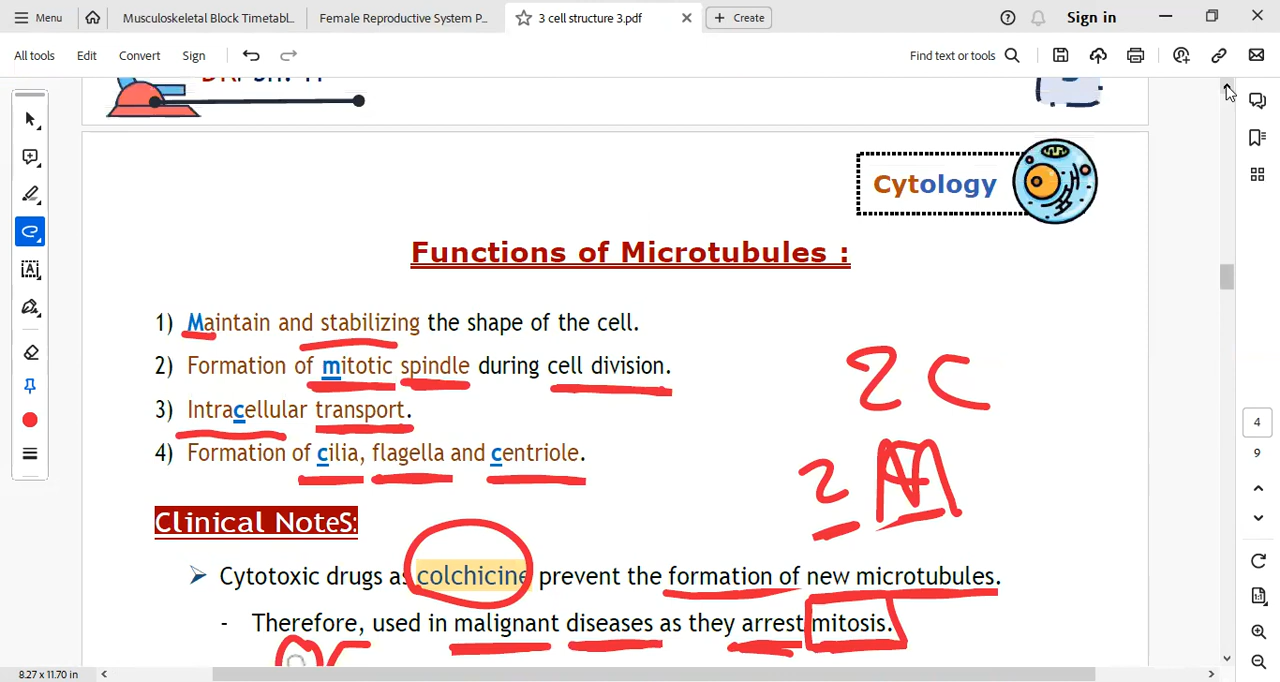 Menu
Musculoskeletal Block Timetabl...
Female Reproductive System P...
3 cell structure 3.pdf
Create
Sign in
All tools
Edit
Convert
Sign
Find text or tools
Cytology
Functions of Microtubules :
1) Maintain and stabilizing the shape of the cell.
2) Formation of mitotic spindle during cell division.
3) Intracellular transport.
4) Formation of cilia, flagella and centriole.
2 C
2 M
Clinical NoteS:
Cytotoxic drugs as colchicine prevent the formation of new microtubules.
- Therefore, used in malignant diseases as they arrest mitosis.
4
9
8.27 x 11.70 in